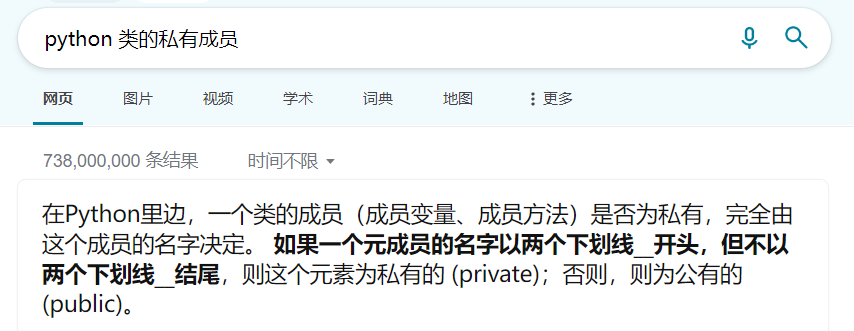 python 类的私有成员
网页 图片 视频 学术 词典 地图 更多
738,000,000 条结果 时间不限
在Python里边，一个类的成员（成员变量、成员方法）是否为私有，完全由
这个成员的名字决定。 如果一个元成员的名字以两个下划线__开头，但不以
两个下划线__结尾，则这个元素为私有的 (private)；否则，则为公有的
(public)。